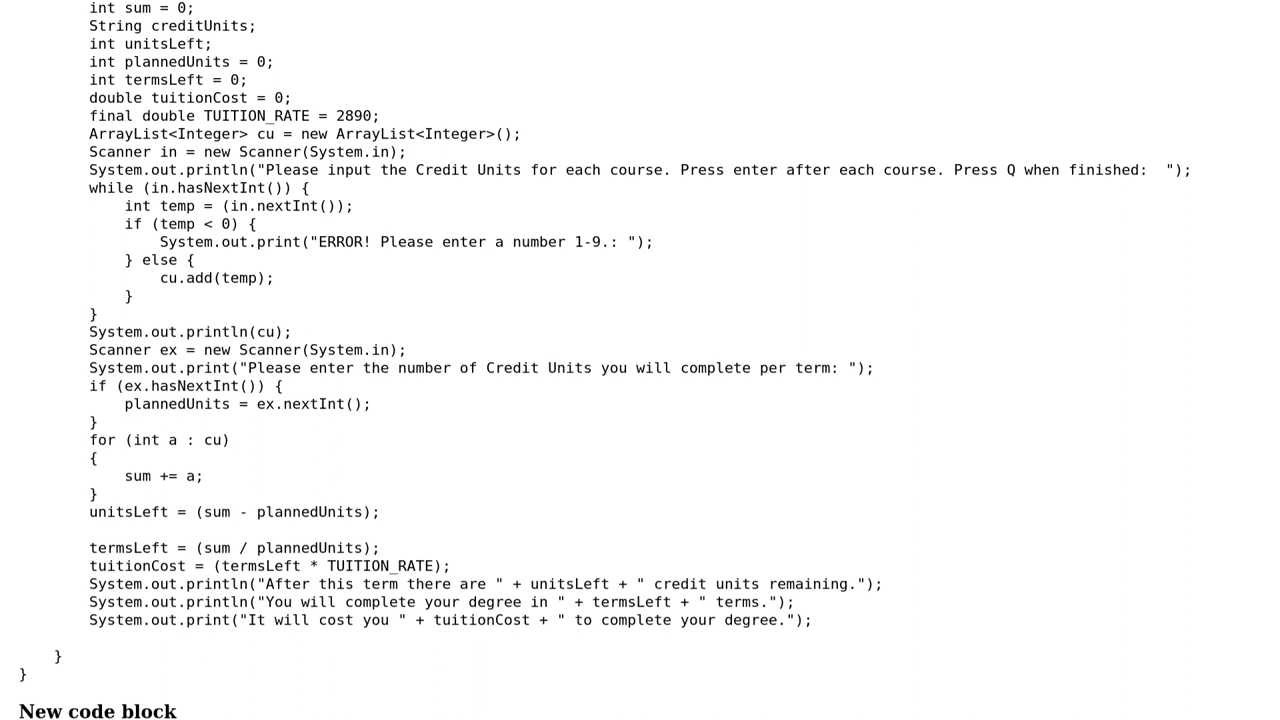 int sum = 0;
String creditUnits;
int unitsLeft;
int plannedUnits = 0;
int termsLeft = 0;
double tuitionCost = 0;
final double TUITION_RATE = 2890;
ArrayList<Integer> cu = new ArrayList<Integer>();
Scanner in = new Scanner(System.in);
System.out.println("Please input the Credit Units for each course. Press enter after each course. Press Q when finished:  ");
while (in.hasNextInt()) {
int temp = (in.nextInt());
if (temp < 0) {
System.out.print("ERROR! Please enter a number 1-9.: ");
} else {
cu.add(temp);
}
}
System.out.println(cu);
Scanner ex = new Scanner(System.in);
System.out.print("Please enter the number of Credit Units you will complete per term: ");
if (ex.hasNextInt()) {
plannedUnits = ex.nextInt();
}
for (int a : cu)
{
sum += a;
}
unitsLeft = (sum - plannedUnits);
termsLeft = (sum / plannedUnits);
tuitionCost = (termsLeft * TUITION_RATE);
System.out.println("After this term there are " + unitsLeft + " credit units remaining.");
System.out.println("You will complete your degree in " + termsLeft + " terms.");
System.out.print("It will cost you " + tuitionCost + " to complete your degree.");
}
}
New code block